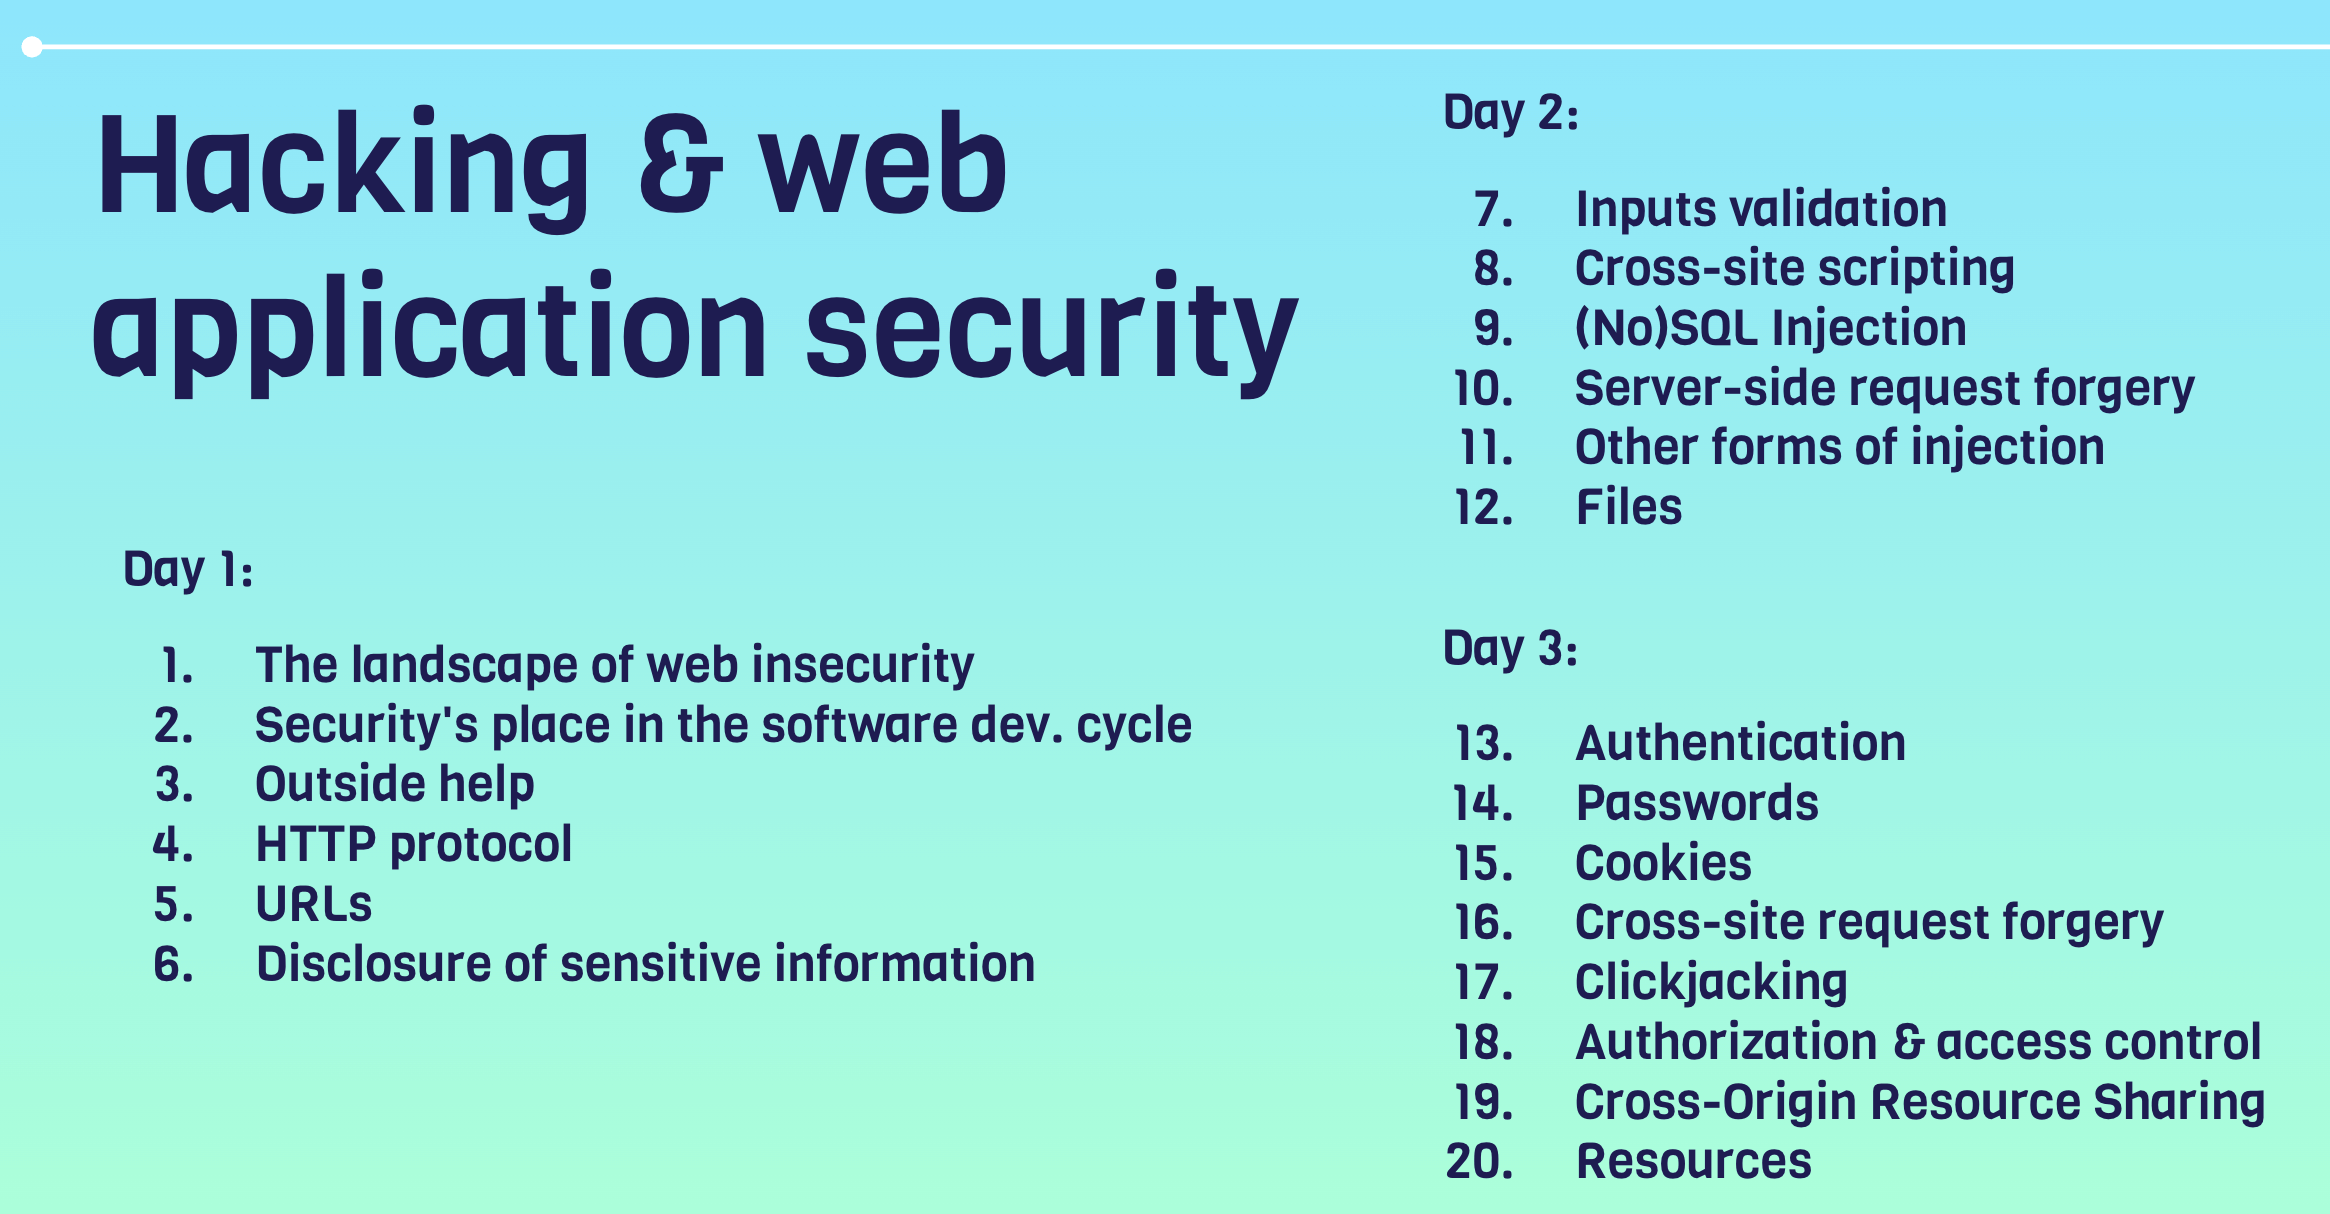 Hacking & web
application security
Day 1:
1. The landscape of web insecurity
2. Security's place in the software dev. cycle
3. Outside help
4. HTTP protocol
5. URLs
6. Disclosure of sensitive information
Day 2:
7. Inputs validation
8. Cross-site scripting
9. (No)SQL Injection
10. Server-side request forgery
11. Other forms of injection
12. Files
Day 3:
13. Authentication
14. Passwords
15. Cookies
16. Cross-site request forgery
17. Clickjacking
18. Authorization & access control
19. Cross-Origin Resource Sharing
20. Resources